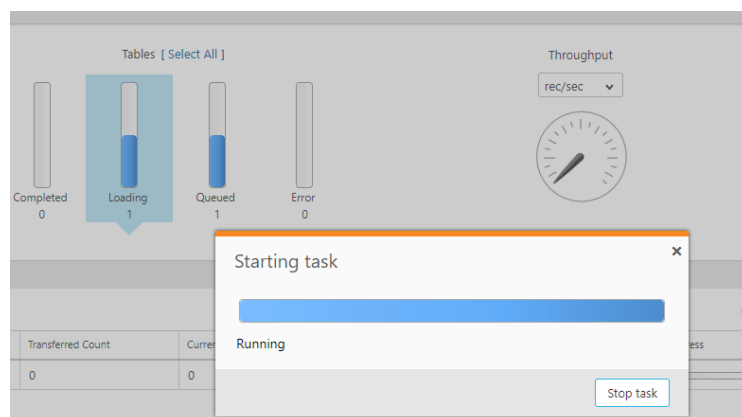 Tables [ Select All ]
Throughput
rec/sec
Completed
Loading
Queued
Error
0
1
1
0
Starting task
×
Running
Transferred Count
0
0
Stop task